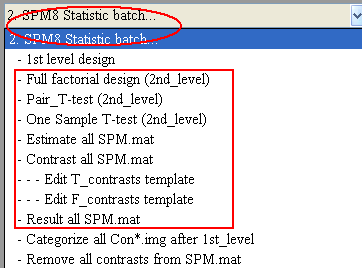 2. SPM8 Statistic batch...
2. SPM8 Statistic batch...
- 1st level design
- Full factorial design (2nd_level)
- Pair_T-test (2nd_level)
- One Sample T-test (2nd_level)
- Estimate all SPM.mat
- Contrast all SPM.mat
- - - Edit T_contrasts template
- - - Edit F_contrasts template
- Result all SPM.mat
- Categorize all Con*.img after 1st_level
- Remove all contrasts from SPM.mat